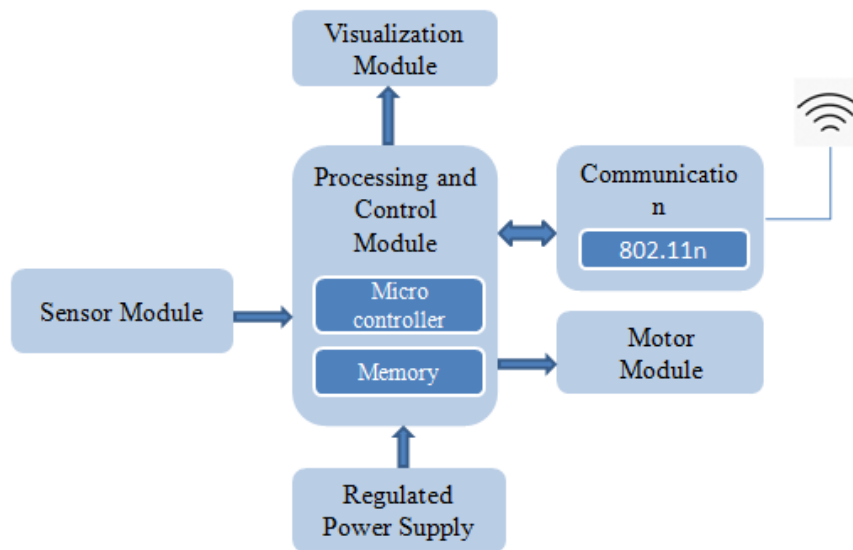 Visualization
Module
Processing and
Control
Module
Micro
controller
Memory
Communicatio
n
802.11n
Sensor Module
Motor
Module
Regulated
Power Supply